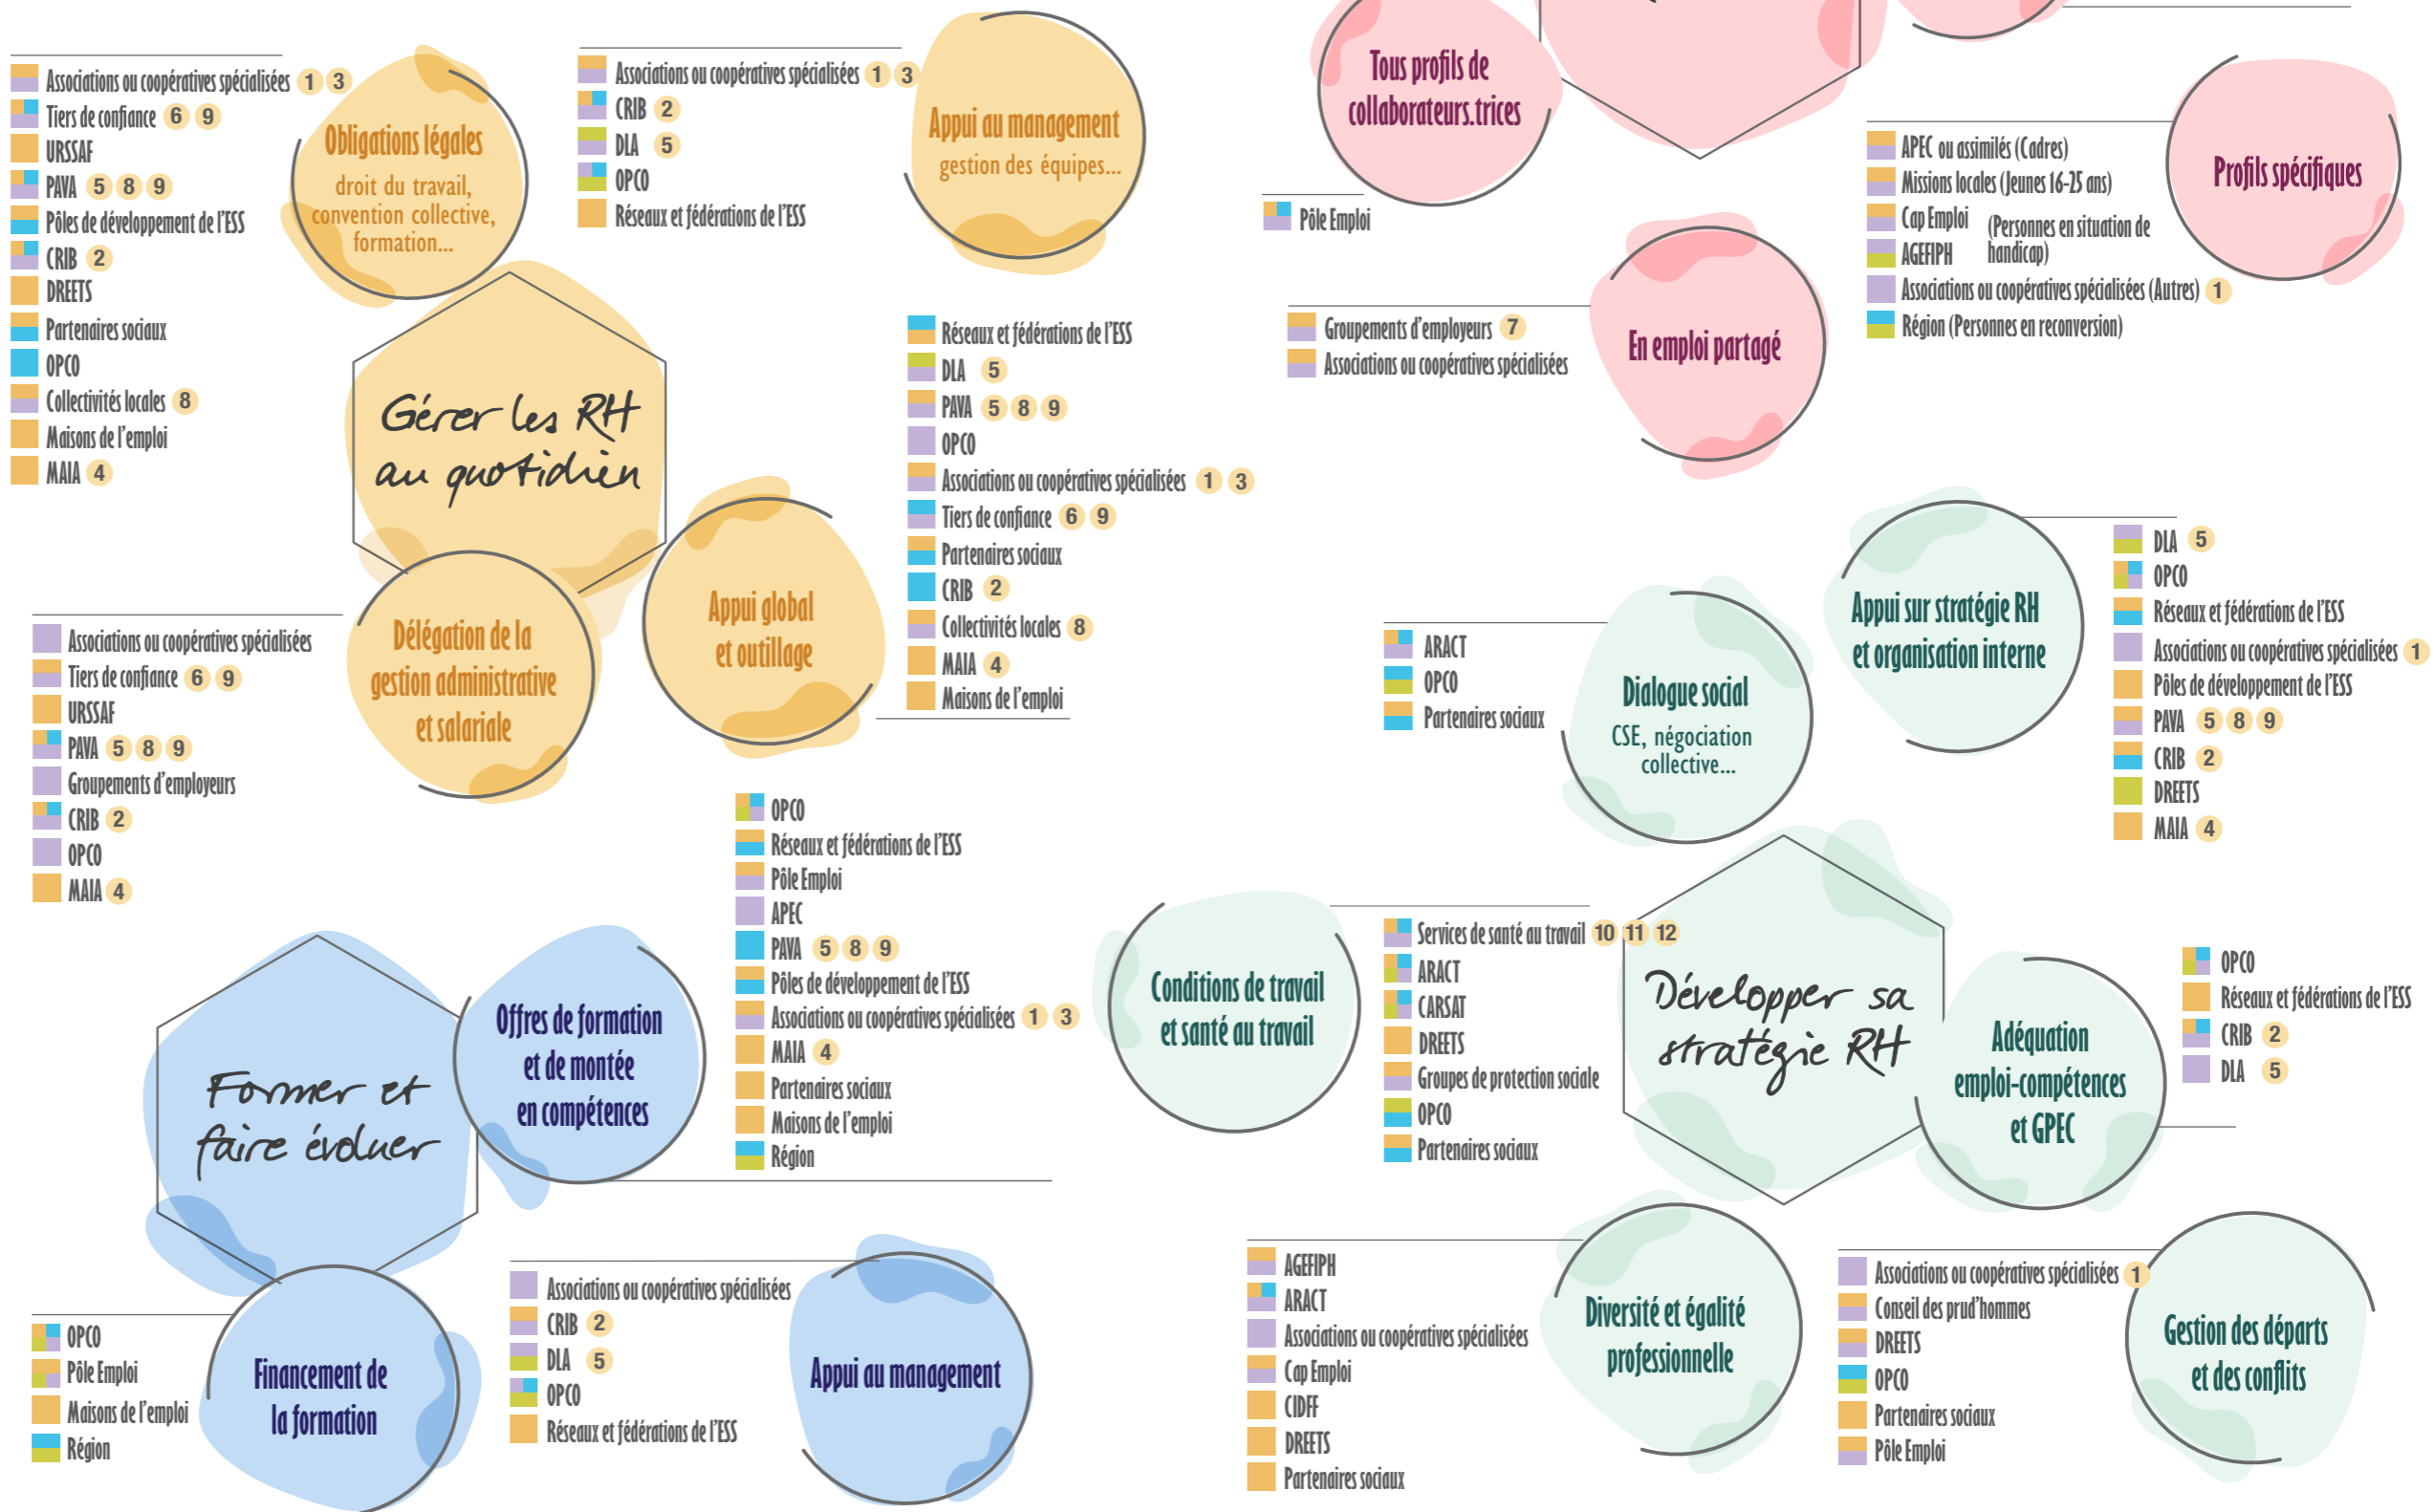 Associations ou coopératives spécialisées 1 3
Tiers de confiance 6 9
URSSAF
PAVA 5 8 9
Pôles de développement de l'ESS
CRIB 2
DREETS
Partenaires sociaux
OPCO
Collectivités locales 8
Maisons de l'emploi
MAIA 4
Obligations légales
droit du travail,
convention collective,
formation...
Associations ou coopératives spécialisées 1 3
CRIB 2
DLA 5
OPCO
Réseaux et fédérations de l'ESS
Appui au management
gestion des équipes...
Gérer les RH
au quotidien
Réseaux et fédérations de l'ESS
DLA 5
PAVA 5 8 9
OPCO
Associations ou coopératives spécialisées 1 3
Tiers de confiance 6 9
Partenaires sociaux
CRIB 2
Collectivités locales 8
MAIA 4
Maisons de l'emploi
Appui global
et outillage
Associations ou coopératives spécialisées
Tiers de confiance 6 9
URSSAF
PAVA 5 8 9
Groupements d'employeurs
CRIB 2
OPCO
MAIA 4
Délégation de la
gestion administrative
et salariale
Tous profils de
collaborateurs.trices
Pôle Emploi
APEC ou assimilés (Cadres)
Missions locales (Jeunes 16-25 ans)
Cap Emploi
AGEFIPH
(Personnes en situation de
handicap)
Associations ou coopératives spécialisées (Autres) 1
Région (Personnes en reconversion)
Profils spécifiques
Groupements d'employeurs 7
Associations ou coopératives spécialisées
En emploi partagé
ARACT
OPCO
Partenaires sociaux
Dialogue social
CSE, négociation
collective...
Appui sur stratégie RH
et organisation interne
DLA 5
OPCO
Réseaux et fédérations de l'ESS
Associations ou coopératives spécialisées 1
Pôles de développement de l'ESS
PAVA 5 8 9
CRIB 2
DREETS
MAIA 4
Former et
faire évoluer
Offres de formation
et de montée
en compétences
OPCO
Réseaux et fédérations de l'ESS
Pôle Emploi
APEC
PAVA 5 8 9
Pôles de développement de l'ESS
Associations ou coopératives spécialisées 1 3
MAIA 4
Partenaires sociaux
Maisons de l'emploi
Région
OPCO
Pôle Emploi
Maisons de l'emploi
Région
Financement de
la formation
Associations ou coopératives spécialisées
CRIB 2
DLA 5
OPCO
Réseaux et fédérations de l'ESS
Appui au management
Conditions de travail
et santé au travail
Services de santé au travail 10 11 12
ARACT
CARSAT
DREETS
Groupes de protection sociale
OPCO
Partenaires sociaux
Développer sa
stratégie RH
Adéquation
emploi-compétences
et GPEC
OPCO
Réseaux et fédérations de l'ESS
CRIB 2
DLA 5
AGEFIPH
ARACT
Associations ou coopératives spécialisées
Cap Emploi
CIDFF
DREETS
Partenaires sociaux
Diversité et égalité
professionnelle
Associations ou coopératives spécialisées 1
Conseil des prud'hommes
DREETS
OPCO
Partenaires sociaux
Pôle Emploi
Gestion des départs
et des conflits